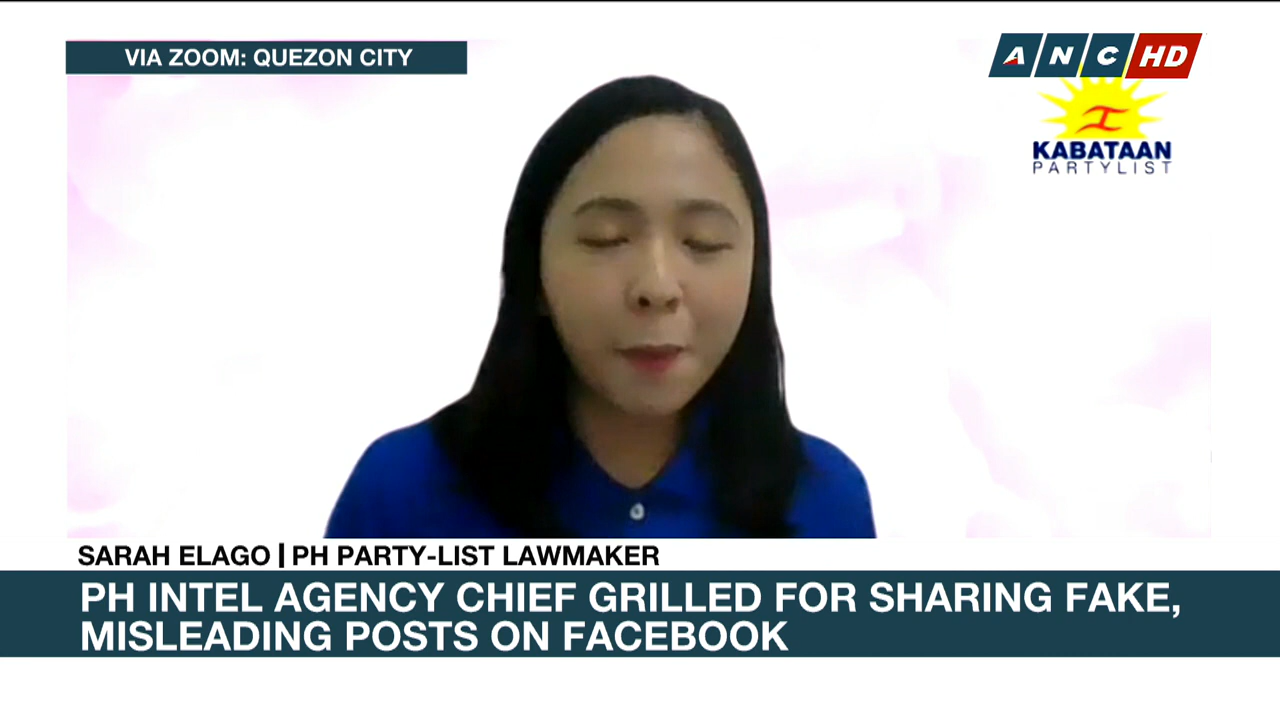 VIA ZOOM: QUEZON CITY
ANC HD
KABATAAN
PARTYLIST
SARAH ELAGO | PH PARTY-LIST LAWMAKER
PH INTEL AGENCY CHIEF GRILLED FOR SHARING FAKE,
MISLEADING POSTS ON FACEBOOK